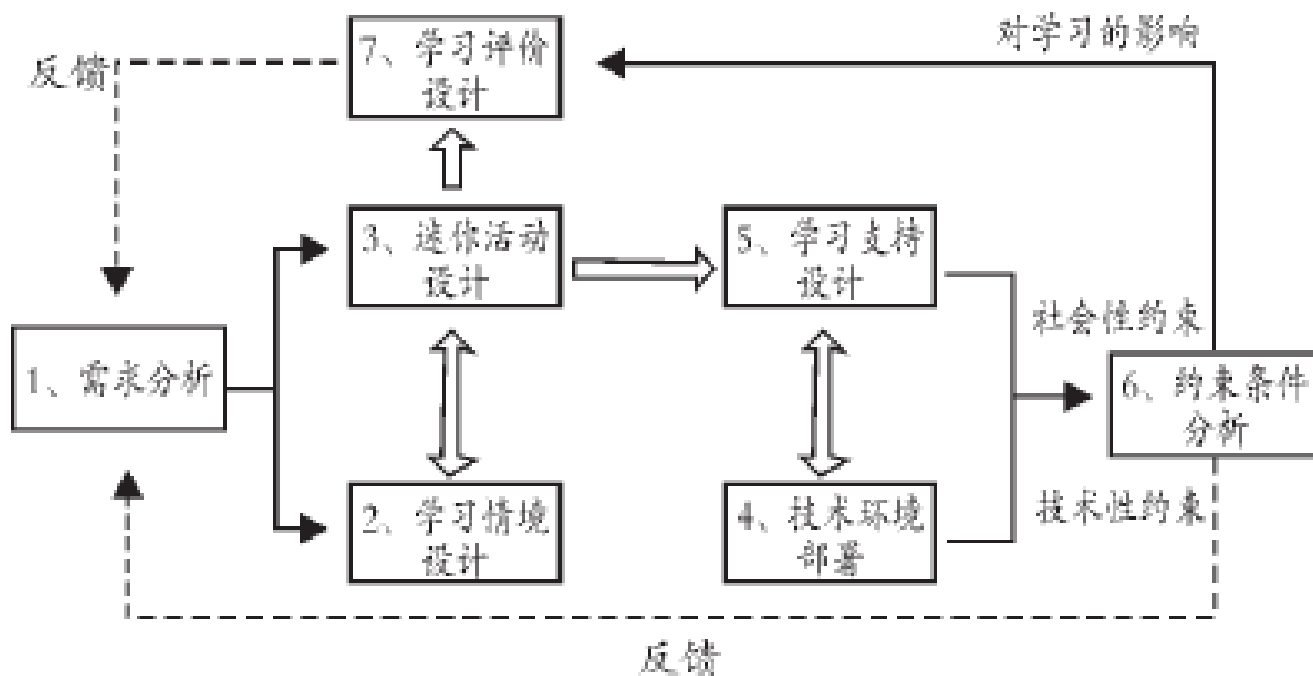 对学习的影响
反馈
7、学习评价
设计
3、活动
设计
5、学习支持
设计
社会性约束
1、需求分析
6、约束条件
分析
2、学习情境
设计
4、技术环境
部署
技术性约束
反馈